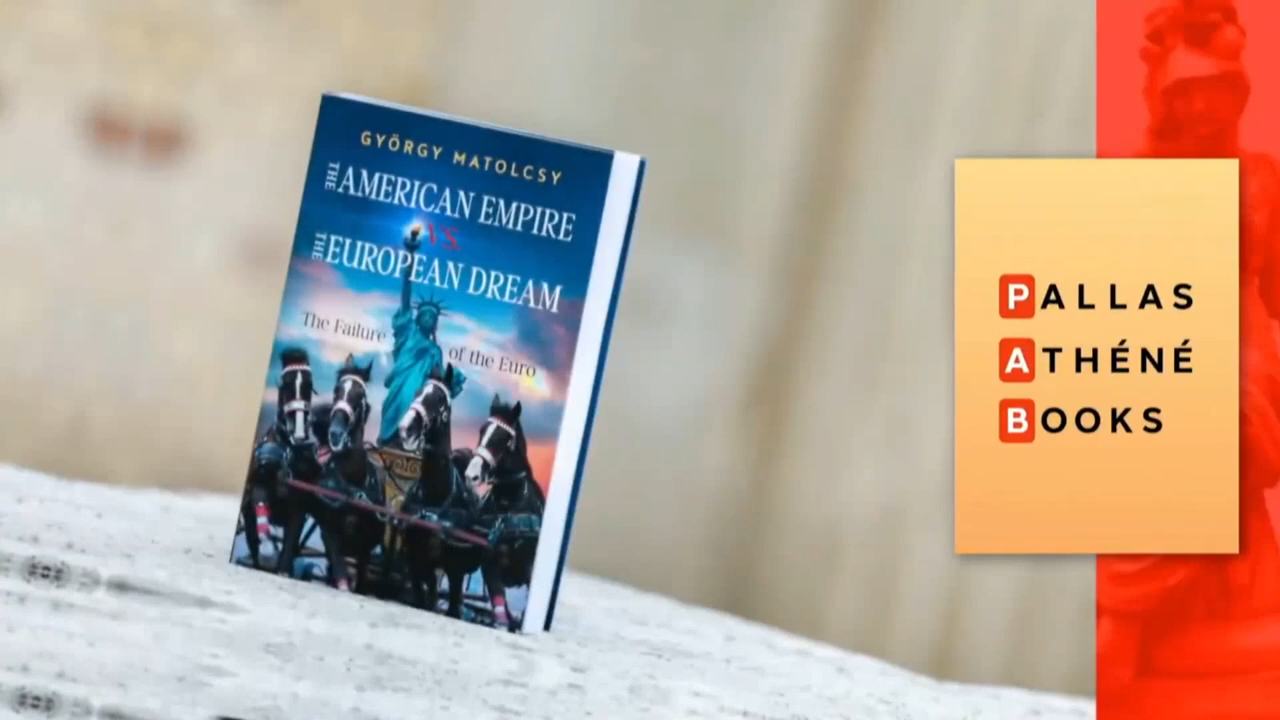 GYÖRGY MATOLCSY
THE AMERICAN EMPIRE
VS.
THE EUROPEAN DREAM
The Failure of the Euro
PALLAS
ATHÉNÉ
BOOKS